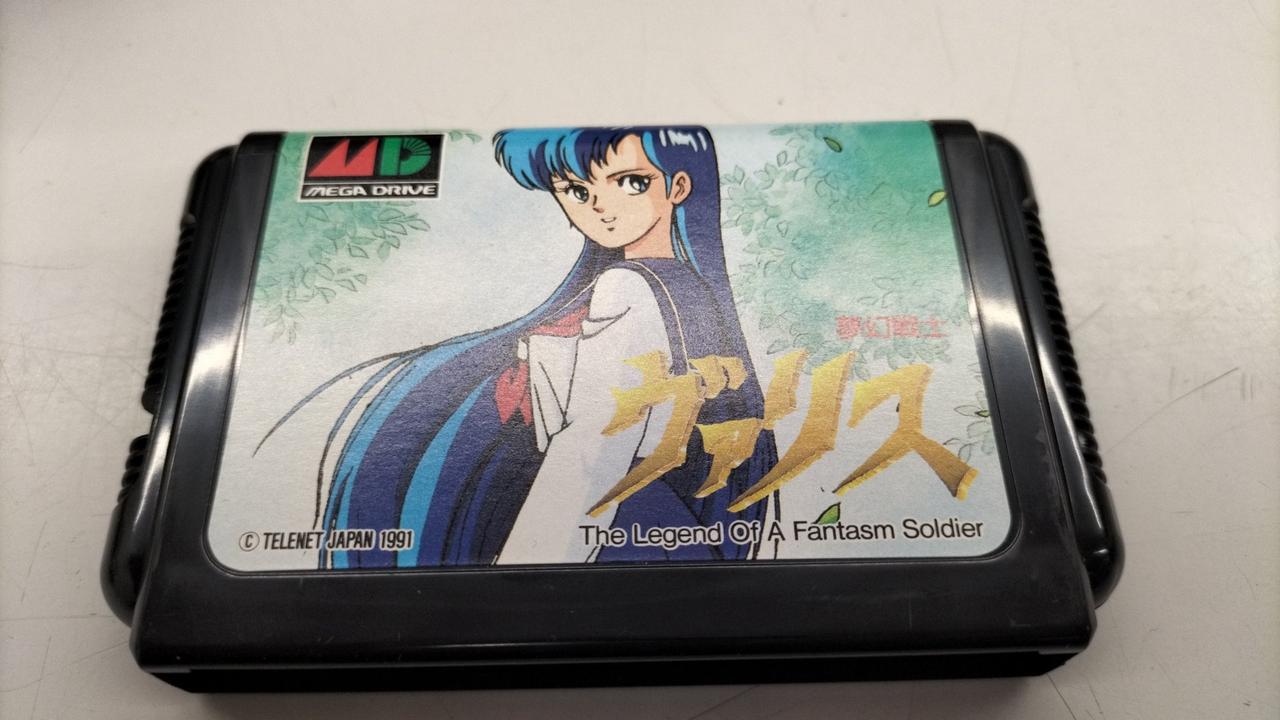 MD
MEGA DRIVE
夢幻戦士
ヴァリス
The Legend Of A Fantasm Soldier
© TELENET JAPAN 1991